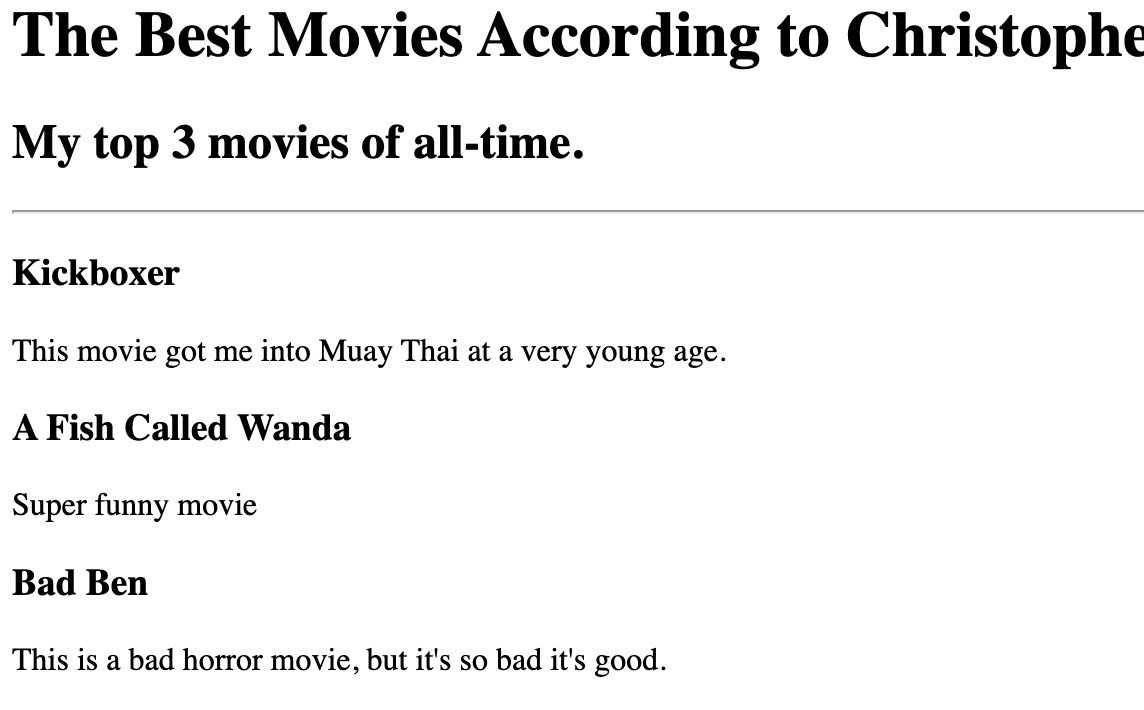 The Best Movies According to Christophe
My top 3 movies of all-time.
Kickboxer
This movie got me into Muay Thai at a very young age.
A Fish Called Wanda
Super funny movie
Bad Ben
This is a bad horror movie, but it's so bad it's good.